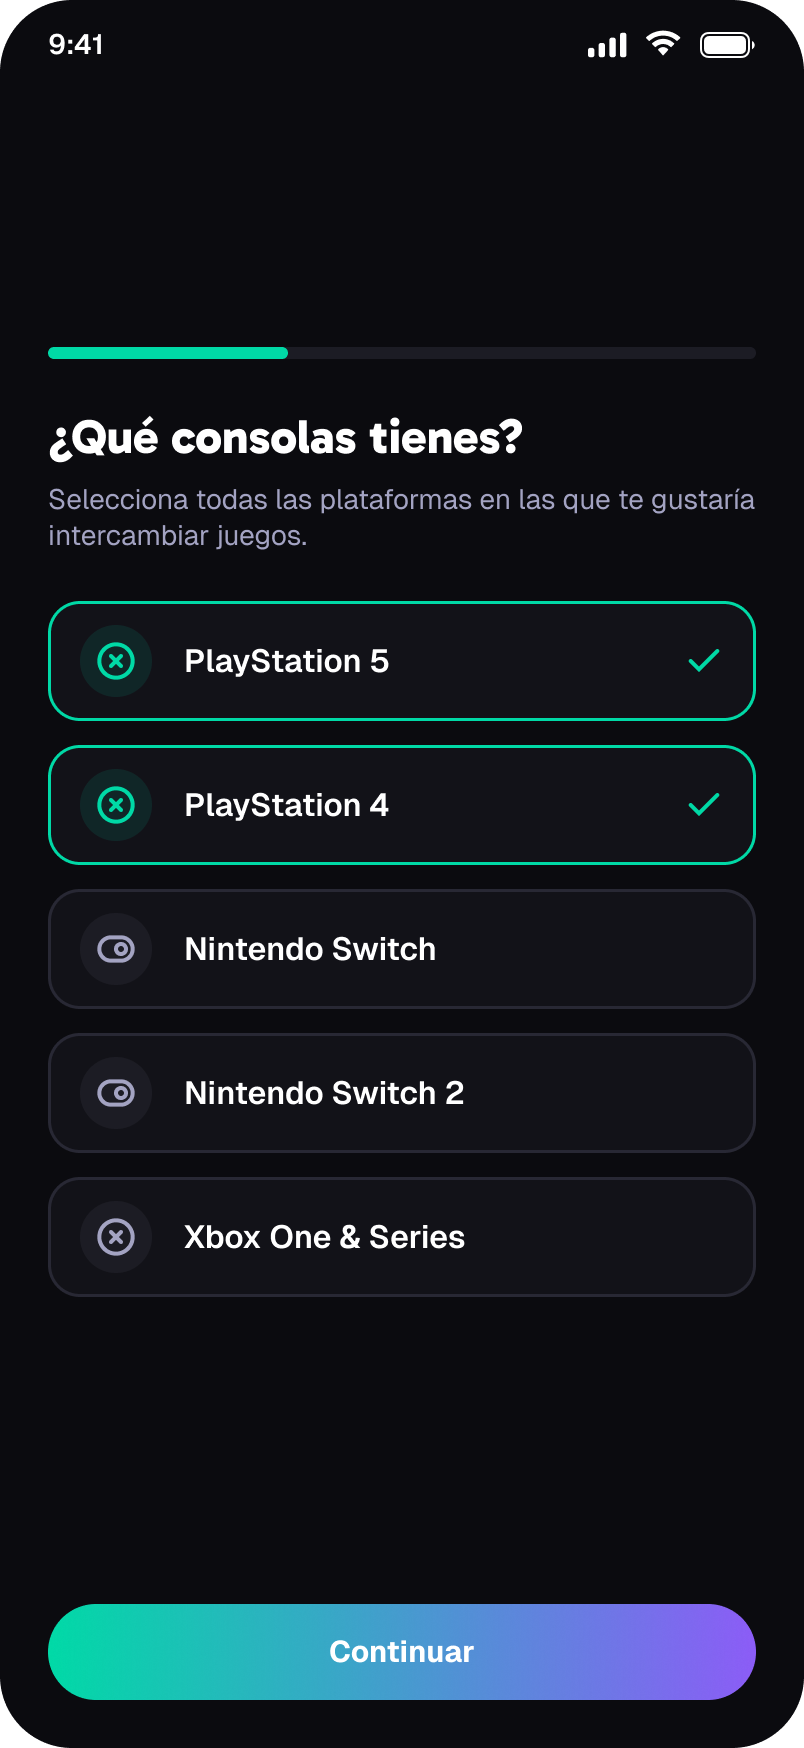 9:41
¿Qué consolas tienes?
Selecciona todas las plataformas en las que te gustaría
intercambiar juegos.
PlayStation 5
PlayStation 4
Nintendo Switch
Nintendo Switch 2
Xbox One & Series
Continuar